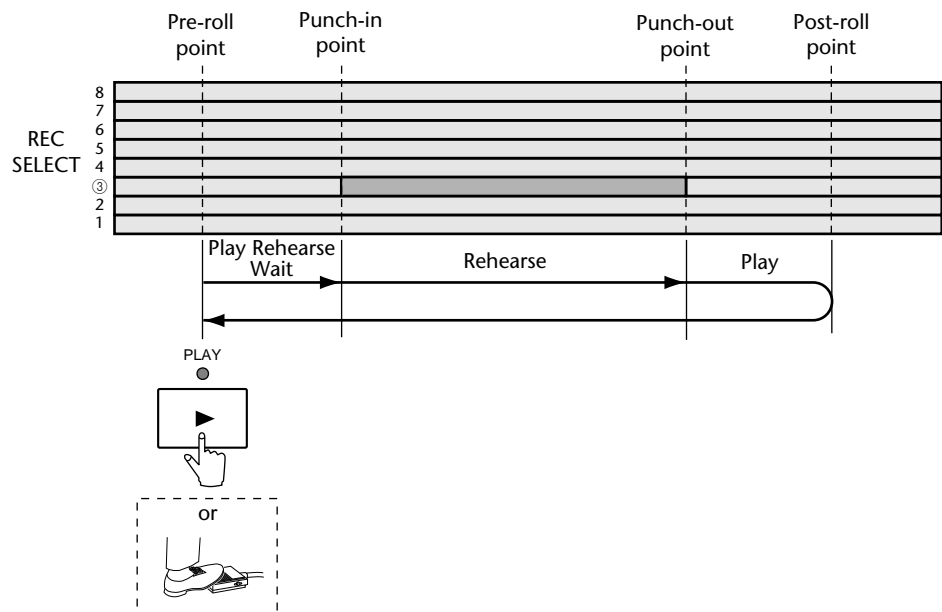 Pre-roll point
Punch-in point
Punch-out point
Post-roll point
8
7
6
5
4
③
2
1
REC
SELECT
Play Rehearse
Wait
Rehearse
Play
PLAY
or